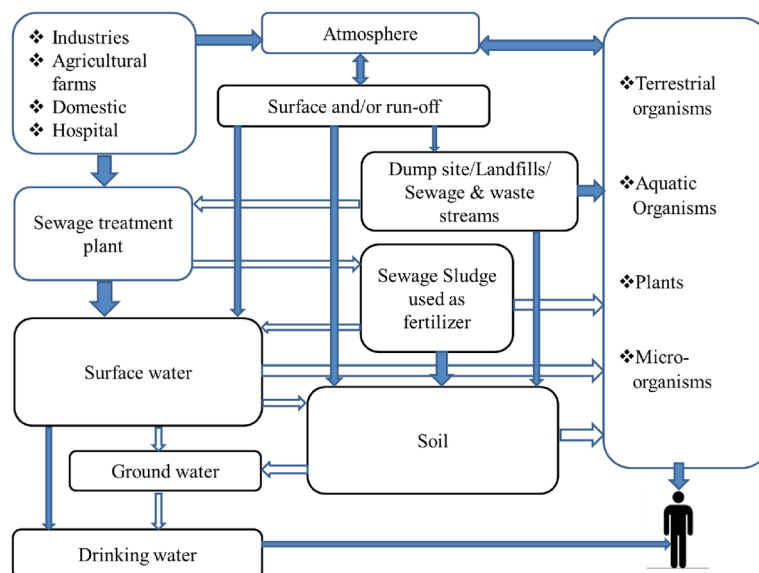 ❖ Industries
❖ Agricultural
farms
❖ Domestic
❖ Hospital
Atmosphere
Surface and/or run-off
Dump site/Landfills/
Sewage & waste
streams
Sewage treatment
plant
Sewage Sludge
used as
fertilizer
Surface water
Soil
Ground water
Drinking water
❖Terrestrial
organisms
❖Aquatic
Organisms
❖Plants
❖Micro-
organisms